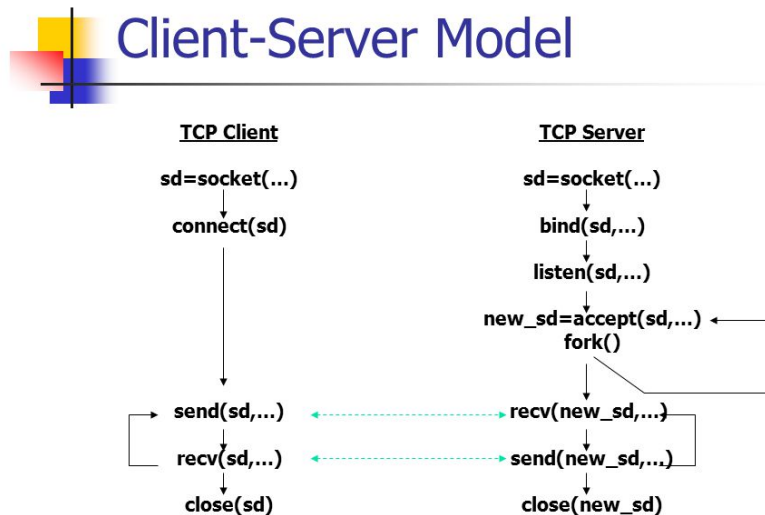 Client-Server Model
TCP Client
sd=socket(...)
connect(sd)
send(sd,...)
recv(sd,...)
close(sd)
TCP Server
sd=socket(...)
bind(sd,...)
listen(sd,...)
new_sd=accept(sd,...)
fork()
recv(new_sd,...)
send(new_sd,...)
close(new_sd)